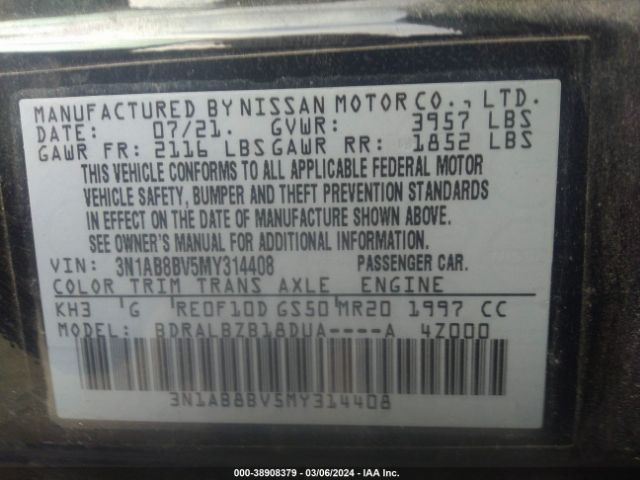 MANUFACTURED BY NISSAN MOTOR CO., LTD.
DATE: 07/21. GVWR: 3957 LBS
GAWR FR: 2116 LBS GAWR RR: 1852 LBS
THIS VEHICLE CONFORMS TO ALL APPLICABLE FEDERAL MOTOR
VEHICLE SAFETY, BUMPER AND THEFT PREVENTION STANDARDS
IN EFFECT ON THE DATE OF MANUFACTURE SHOWN ABOVE.
SEE OWNER'S MANUAL FOR ADDITIONAL INFORMATION.
VIN: 3N1AB8BV5MY314408 PASSENGER CAR.
COLOR TRIM TRANS AXLE ENGINE
KH3 'G RE0F10D GS50 MR20 1997 CC
MODEL: BDRALBZB18DUA----A 4Z000
3N1AB8BV5MY314408
000-38908379 - 03/06/2024 - IAA Inc.